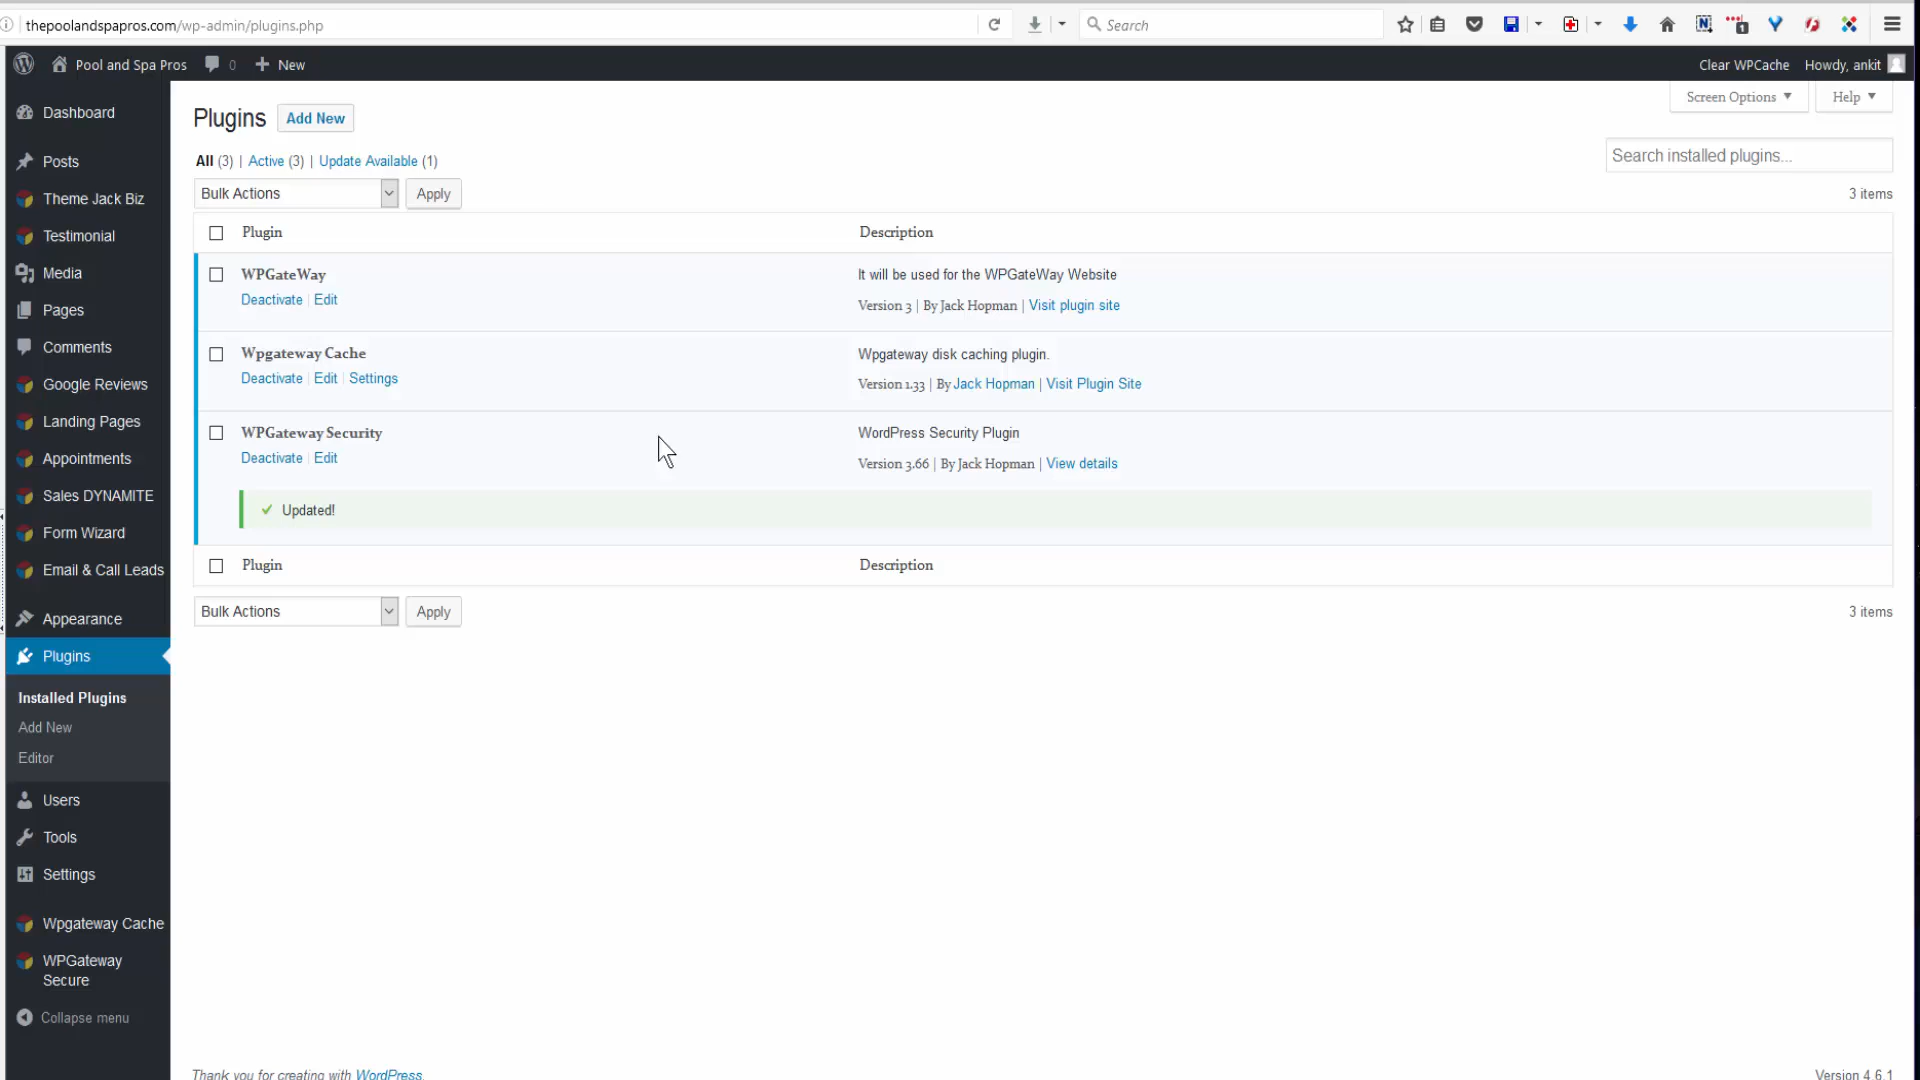 thepoolandspapros.com/wp-admin/plugins.php
Search
Pool and Spa Pros
0
New
Clear WPCache
Howdy, ankit
Screen Options
Help
Dashboard
Posts
Theme Jack Biz
Testimonial
Media
Pages
Comments
Google Reviews
Landing Pages
Appointments
Sales DYNAMITE
Form Wizard
Email & Call Leads
Appearance
Plugins
Installed Plugins
Add New
Editor
Users
Tools
Settings
Wpgateway Cache
WPGateway
Secure
Collapse menu
Plugins
Add New
All (3) | Active (3) | Update Available (1)
Search installed plugins...
Bulk Actions
Apply
3 items
Plugin
Description
WPGateWay
Deactivate | Edit
It will be used for the WPGateWay Website
Version 3 | By Jack Hopman | Visit plugin site
Wpgateway Cache
Deactivate | Edit | Settings
Wpgateway disk caching plugin.
Version 1.33 | By Jack Hopman | Visit Plugin Site
WPGateway Security
Deactivate | Edit
WordPress Security Plugin
Version 3.66 | By Jack Hopman | View details
Updated!
Plugin
Description
Bulk Actions
Apply
3 items
Thank you for creating with WordPress.
Version 4.6.1